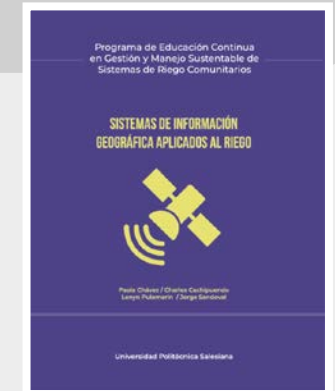 Programa de Educación Continua
en Gestión y Manejo Sustentable de
Sistemas de Riego Comunitarios
SISTEMAS DE INFORMACIÓN
GEOGRÁFICA APLICADOS AL RIEGO
Paola Chávez / Charles Cachipuendo
Lenyn Pulamarín / Jorge Sandoval
Universidad Politécnica Salesiana